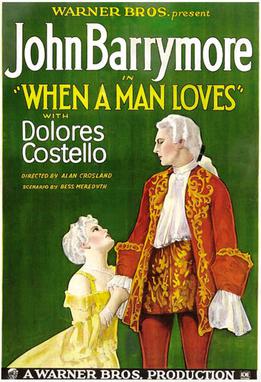 WARNER BROS. present
John Barrymore
IN
"WHEN A MAN LOVES"
WITH
Dolores
Costello
DIRECTED BY ALAN CROSLAND
SCENARIO BY BESS MEREDYTH
A WARNER BROS. PRODUCTION